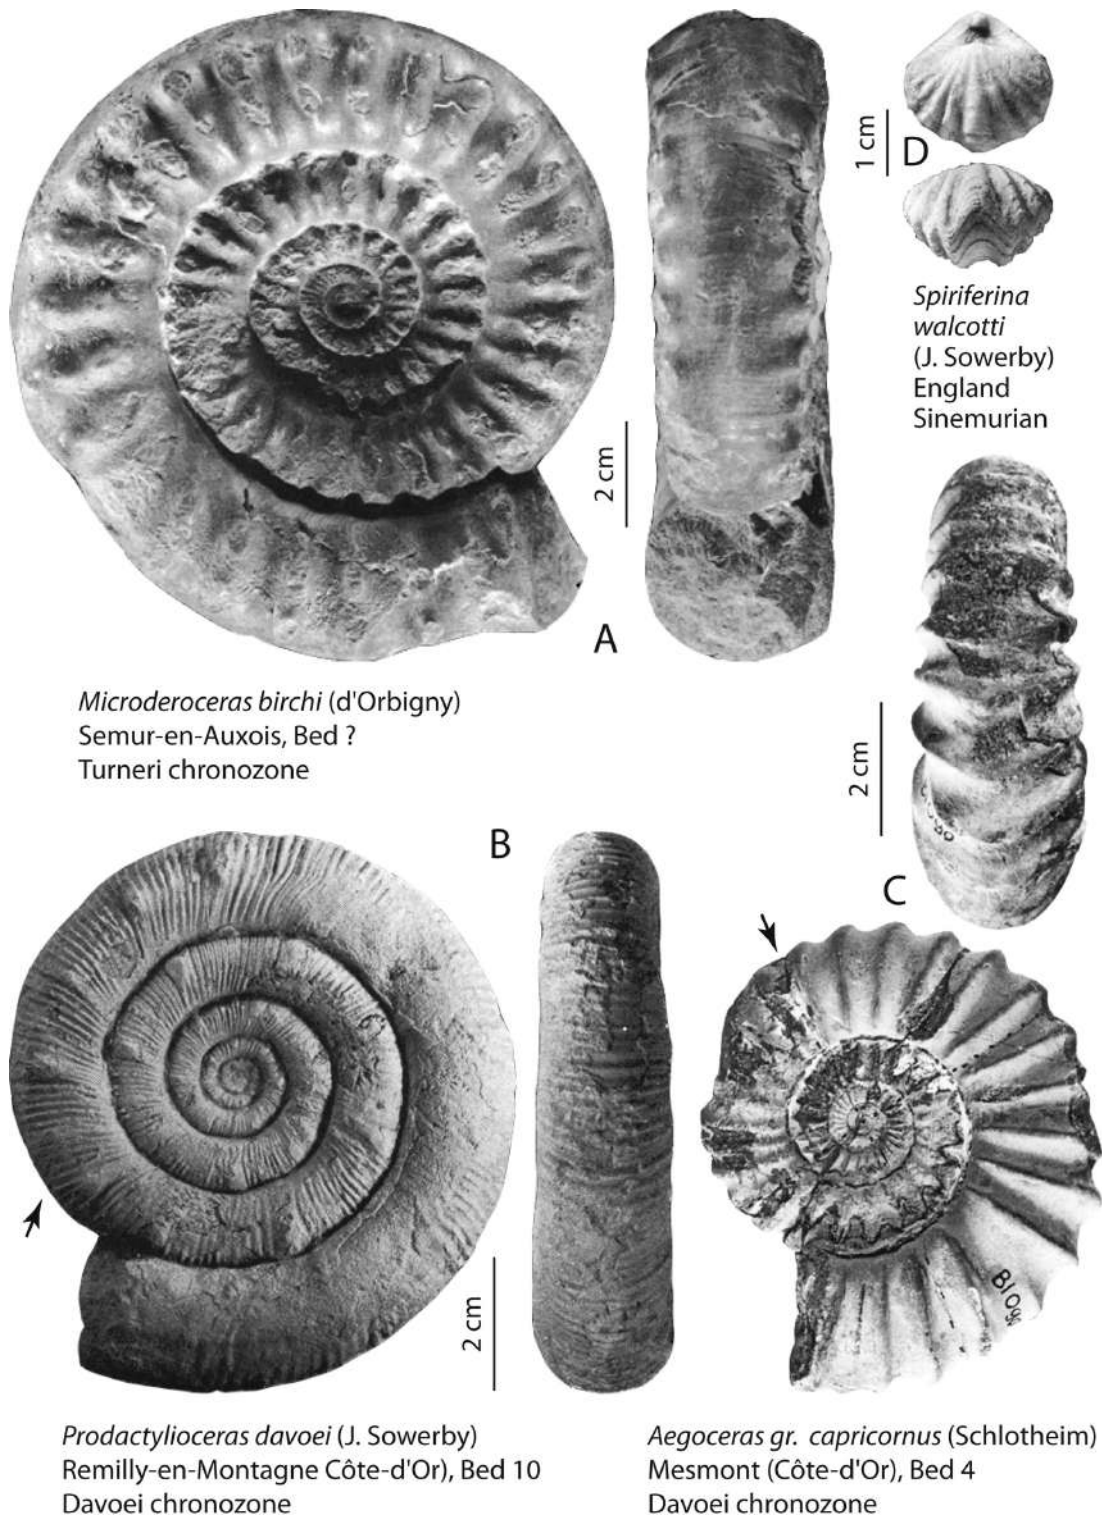 1 cm
D
Spiriferina
walcotti
(J. Sowerby)
England
Sinemurian
2 cm
A
Microderoceras birchi (d'Orbigny)
Semur-en-Auxois, Bed ?
Turneri chronozone
2 cm
B
C
2 cm
Prodactylioceras davoei (J. Sowerby)
Remilly-en-Montagne Côte-d'Or), Bed 10
Davoei chronozone
Aegoceras gr. capricornus (Schlotheim)
Mesmont (Côte-d'Or), Bed 4
Davoei chronozone